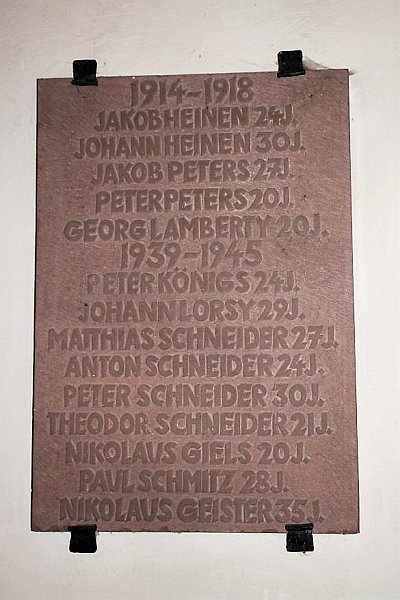 1914-1918
JAKOB HEINEN 24J.
JOHANN HEINEN 30J.
JAKOB PETERS 27J.
PETER PETERS 20J.
GEORG LAMBERTY 20J.
1939-1945
PETER KÖNIGS 24J.
JOHANN LORSY 29J.
MATTHIAS SCHNEIDER 27J.
ANTON SCHNEIDER 24J.
PETER SCHNEIDER 30J.
THEODOR SCHNEIDER 21J.
NIKOLAUS GIELS 20J.
PAUL SCHMITZ 28J.
NIKOLAUS GEISTER 35J.